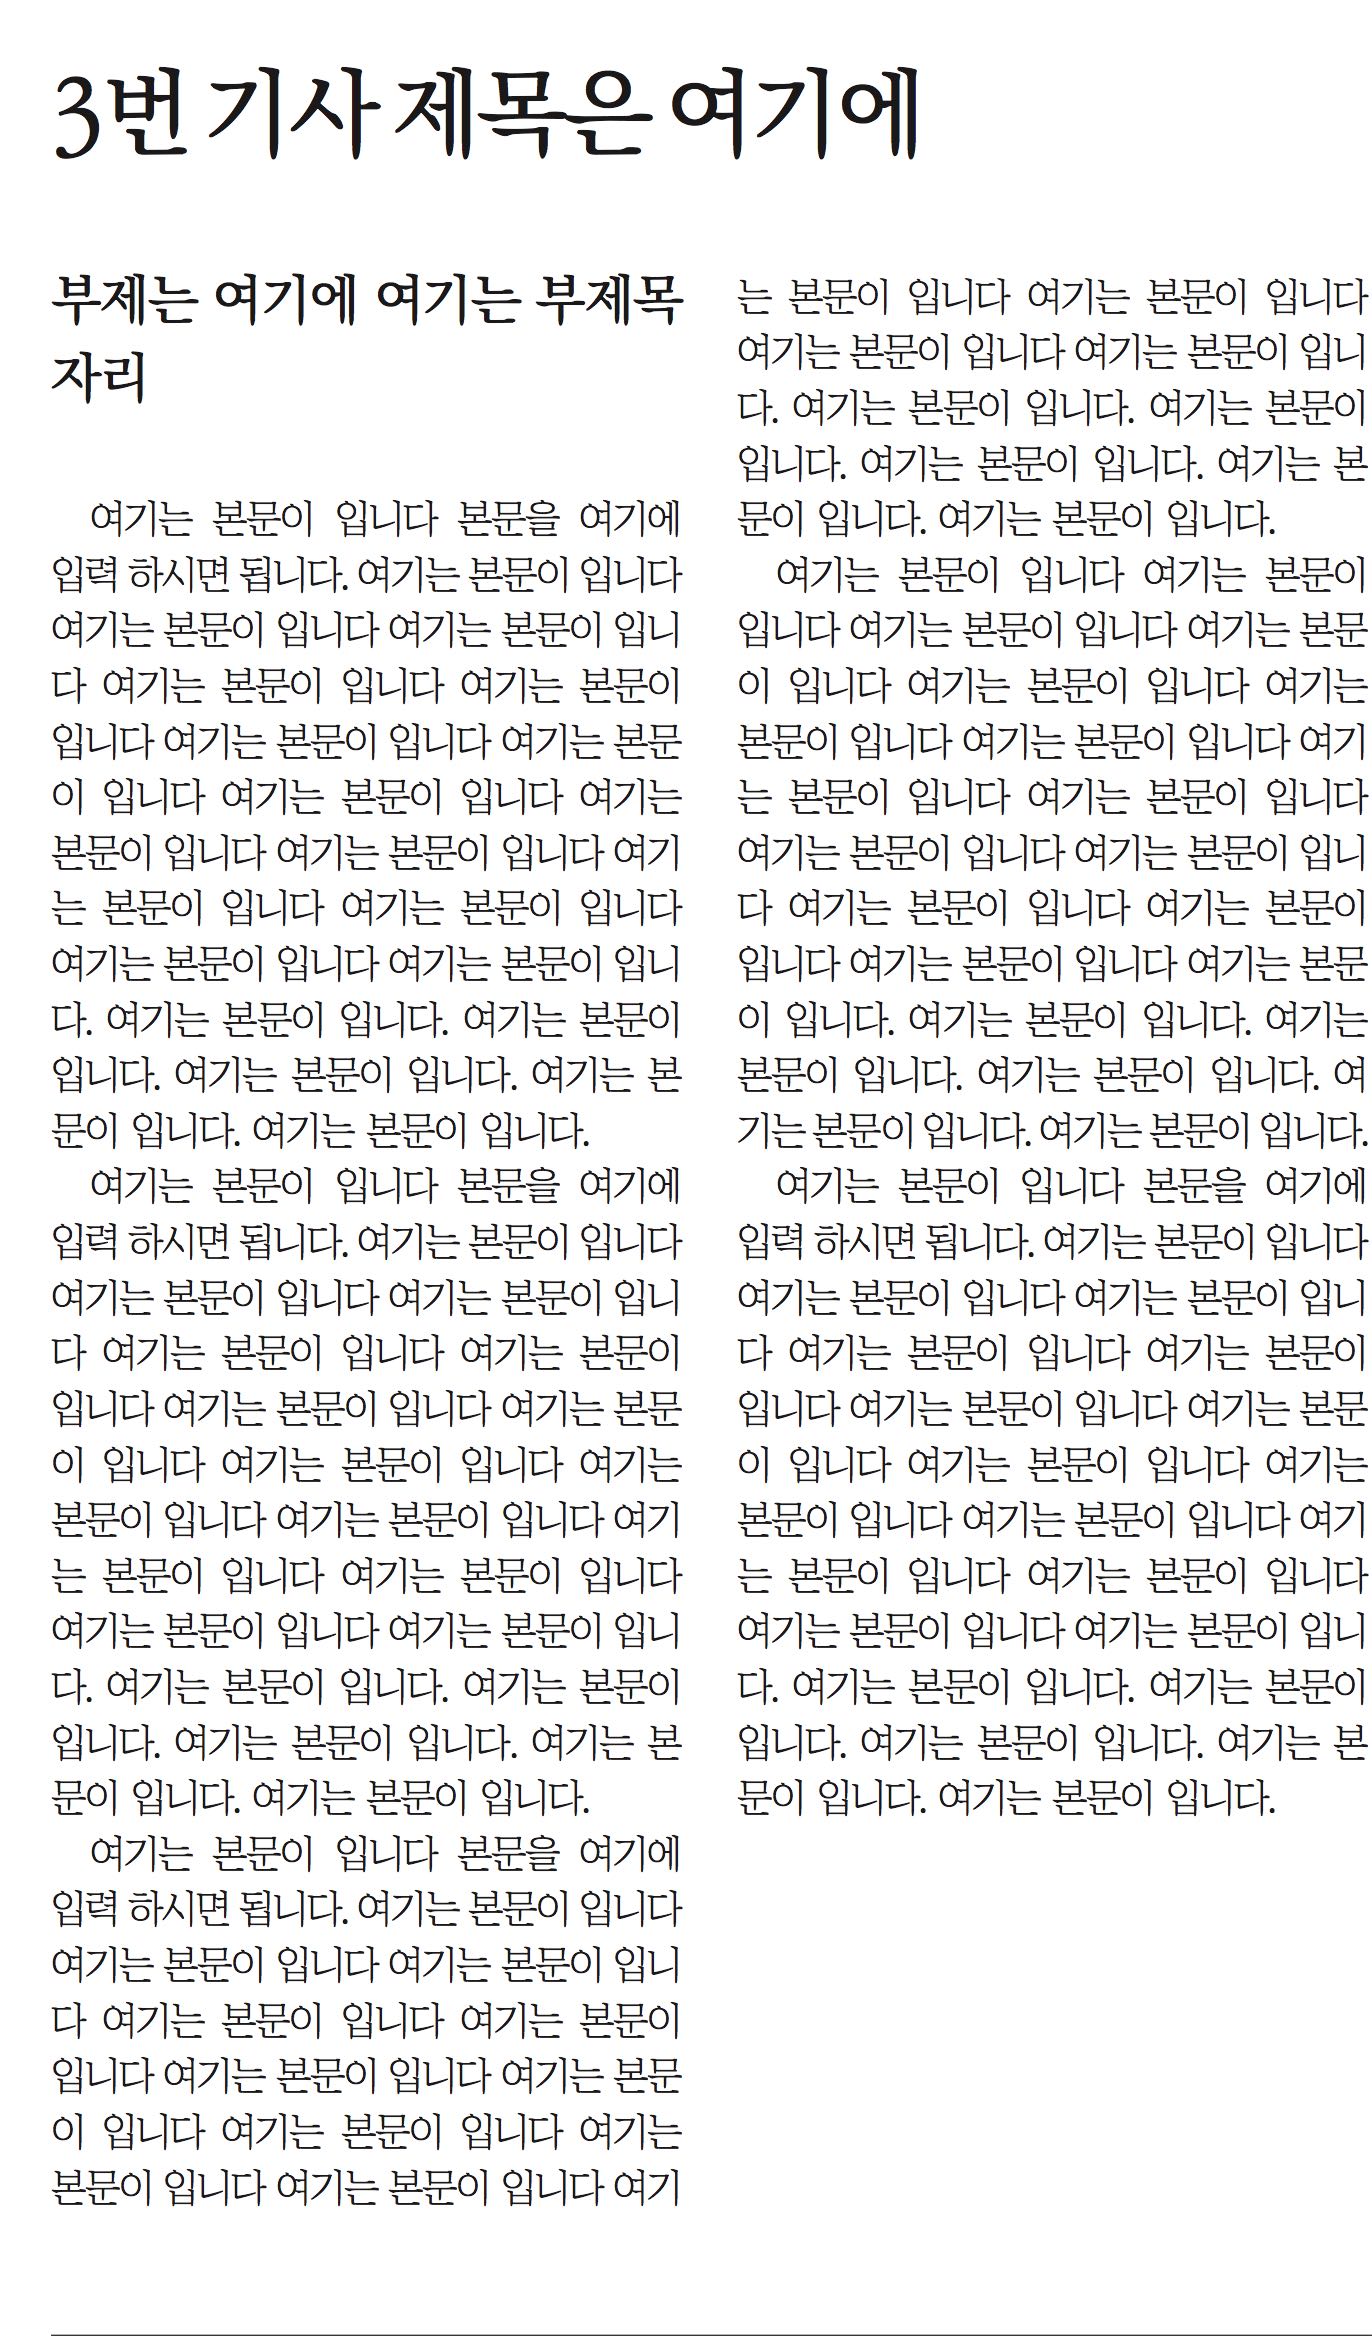 3번 기사 제목은 여기에
부제는 여기에 여기는 부제목
자리
여기는 본문이 입니다 본문을 여기에
입력 하시면 됩니다. 여기는 본문이 입니다
여기는 본문이 입니다 여기는 본문이 입니
다 여기는 본문이 입니다 여기는 본문이
입니다 여기는 본문이 입니다 여기는 본문
이 입니다 여기는 본문이 입니다 여기는
본문이 입니다 여기는 본문이 입니다 여기
는 본문이 입니다 여기는 본문이 입니다
여기는 본문이 입니다 여기는 본문이 입니
다. 여기는 본문이 입니다. 여기는 본문이
입니다. 여기는 본문이 입니다. 여기는 본
문이 입니다. 여기는 본문이 입니다.
여기는 본문이 입니다 본문을 여기에
입력 하시면 됩니다. 여기는 본문이 입니다
여기는 본문이 입니다 여기는 본문이 입니
다 여기는 본문이 입니다 여기는 본문이
입니다 여기는 본문이 입니다 여기는 본문
이 입니다 여기는 본문이 입니다 여기는
본문이 입니다 여기는 본문이 입니다 여기
는 본문이 입니다 여기는 본문이 입니다
여기는 본문이 입니다 여기는 본문이 입니
다. 여기는 본문이 입니다. 여기는 본문이
입니다. 여기는 본문이 입니다. 여기는 본
문이 입니다. 여기는 본문이 입니다.
여기는 본문이 입니다 본문을 여기에
입력 하시면 됩니다. 여기는 본문이 입니다
여기는 본문이 입니다 여기는 본문이 입니
다 여기는 본문이 입니다 여기는 본문이
입니다 여기는 본문이 입니다 여기는 본문
이 입니다 여기는 본문이 입니다 여기는
본문이 입니다 여기는 본문이 입니다 여기
는 본문이 입니다 여기는 본문이 입니다
여기는 본문이 입니다 여기는 본문이 입니
다. 여기는 본문이 입니다. 여기는 본문이
입니다. 여기는 본문이 입니다. 여기는 본
문이 입니다. 여기는 본문이 입니다.
여기는 본문이 입니다 여기는 본문이
입니다 여기는 본문이 입니다 여기는 본문
이 입니다 여기는 본문이 입니다 여기는
본문이 입니다 여기는 본문이 입니다 여기
는 본문이 입니다 여기는 본문이 입니다
여기는 본문이 입니다 여기는 본문이 입니
다 여기는 본문이 입니다 여기는 본문이
입니다 여기는 본문이 입니다 여기는 본문
이 입니다. 여기는 본문이 입니다. 여기는
본문이 입니다. 여기는 본문이 입니다. 여
기는 본문이 입니다. 여기는 본문이 입니다.
여기는 본문이 입니다 본문을 여기에
입력 하시면 됩니다. 여기는 본문이 입니다
여기는 본문이 입니다 여기는 본문이 입니
다 여기는 본문이 입니다 여기는 본문이
입니다 여기는 본문이 입니다 여기는 본문
이 입니다 여기는 본문이 입니다 여기는
본문이 입니다 여기는 본문이 입니다 여기
는 본문이 입니다 여기는 본문이 입니다
여기는 본문이 입니다 여기는 본문이 입니
다. 여기는 본문이 입니다. 여기는 본문이
입니다. 여기는 본문이 입니다. 여기는 본
문이 입니다. 여기는 본문이 입니다.